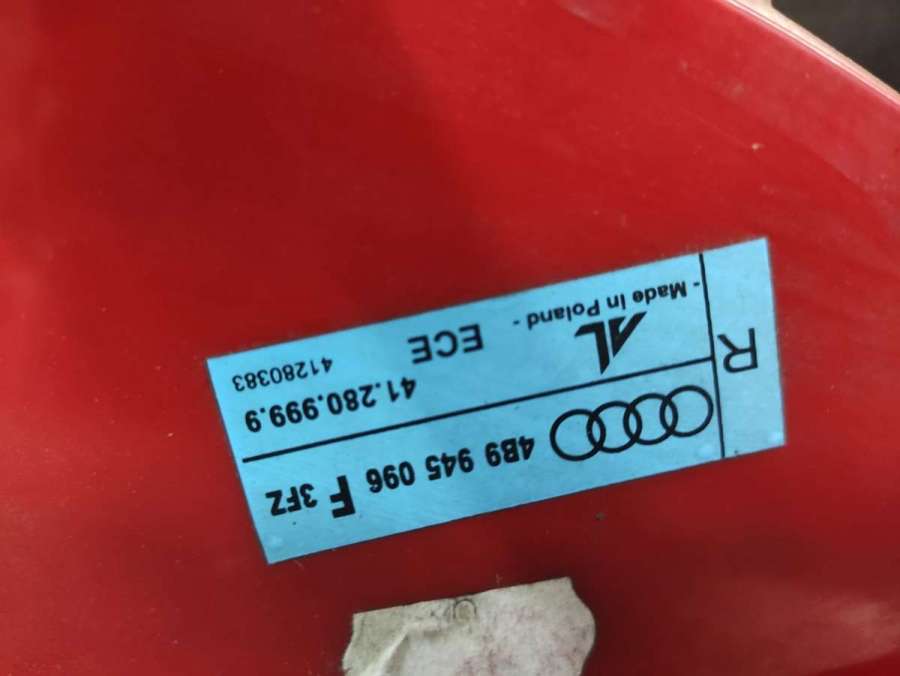 R
4B9 945 096 F 3FZ
41.280.999.9
AL
ECE
- Made in Poland -
41280383